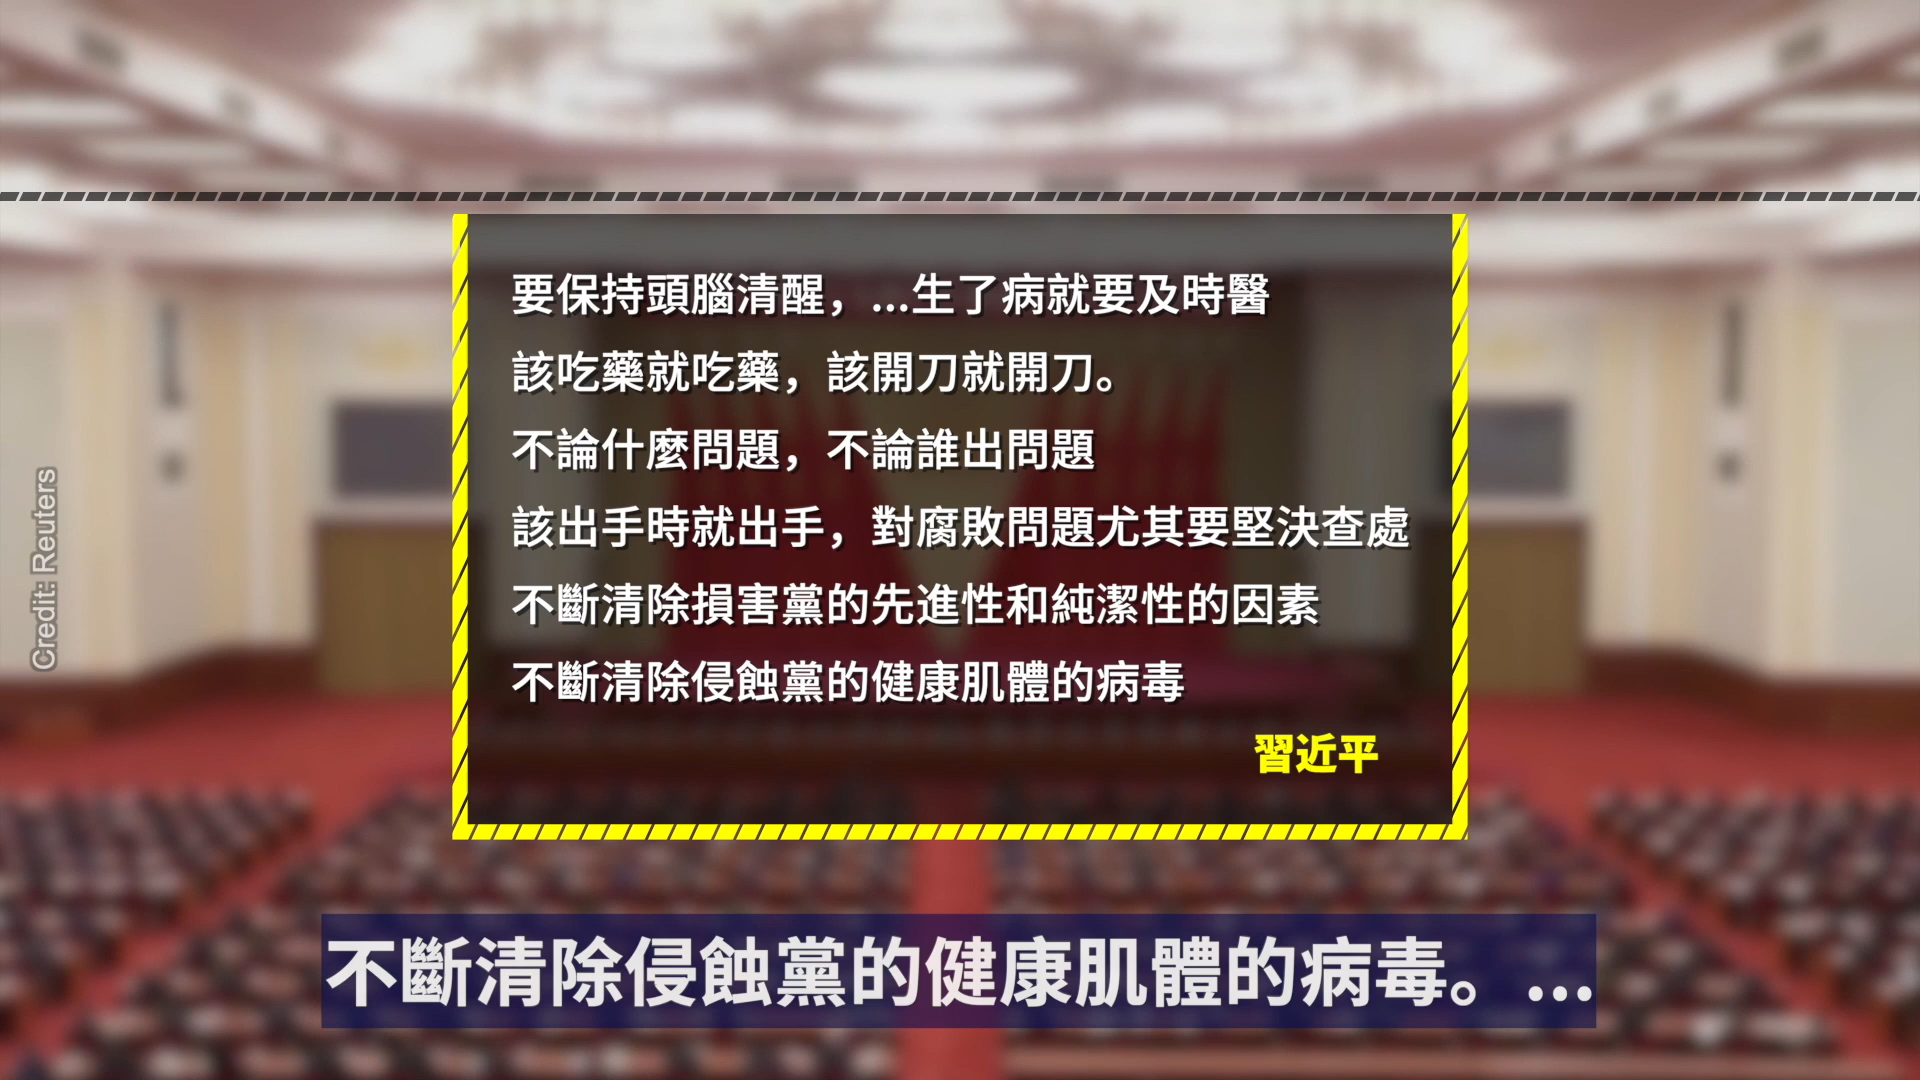 要保持頭腦清醒，...生了病就要及時醫
該吃藥就吃藥，該開刀就開刀。
不論什麼問題，不論誰出問題
該出手時就出手，對腐敗問題尤其要堅決查處
不斷清除損害黨的先進性和純潔性的因素
不斷清除侵蝕黨的健康肌體的病毒
習近平
Credit: Reuters
不斷清除侵蝕黨的健康肌體的病毒。...